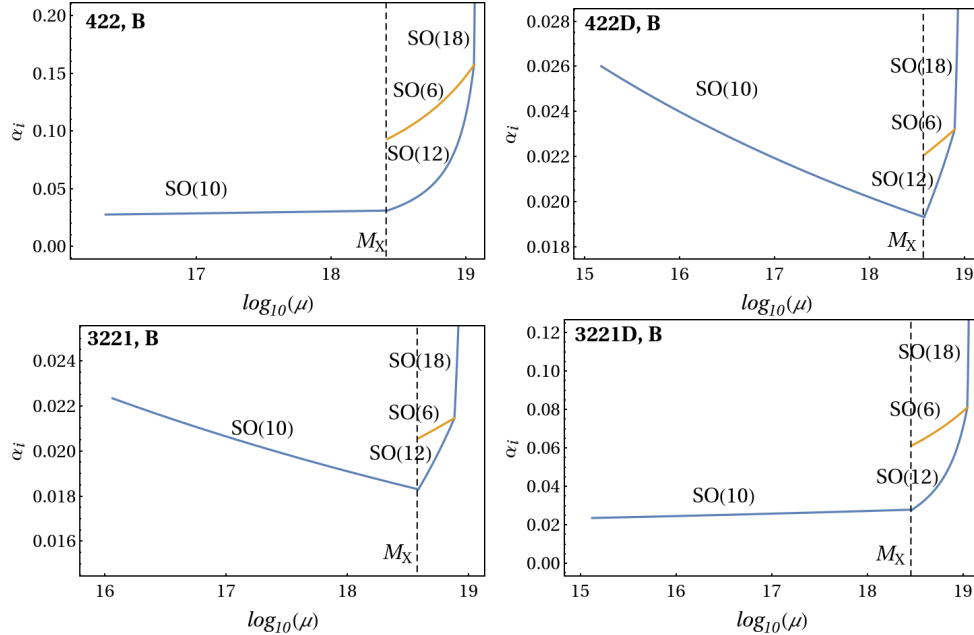 422, B
0.20
0.15
0.10
0.05
0.00
αi
SO(18)
SO(6)
SO(12)
SO(10)
MX
17
18
19
log10(μ)
422D, B
0.028
0.026
0.024
0.022
0.020
0.018
αi
SO(18)
SO(10)
SO(6)
SO(12)
MX
15
16
17
18
19
log10(μ)
3221, B
0.024
0.022
0.020
0.018
0.016
αi
SO(18)
SO(6)
SO(10)
SO(12)
MX
16
17
18
19
log10(μ)
3221D, B
0.12
0.10
0.08
0.06
0.04
0.02
0.00
αi
SO(18)
SO(6)
SO(12)
SO(10)
MX
15
16
17
18
19
log10(μ)